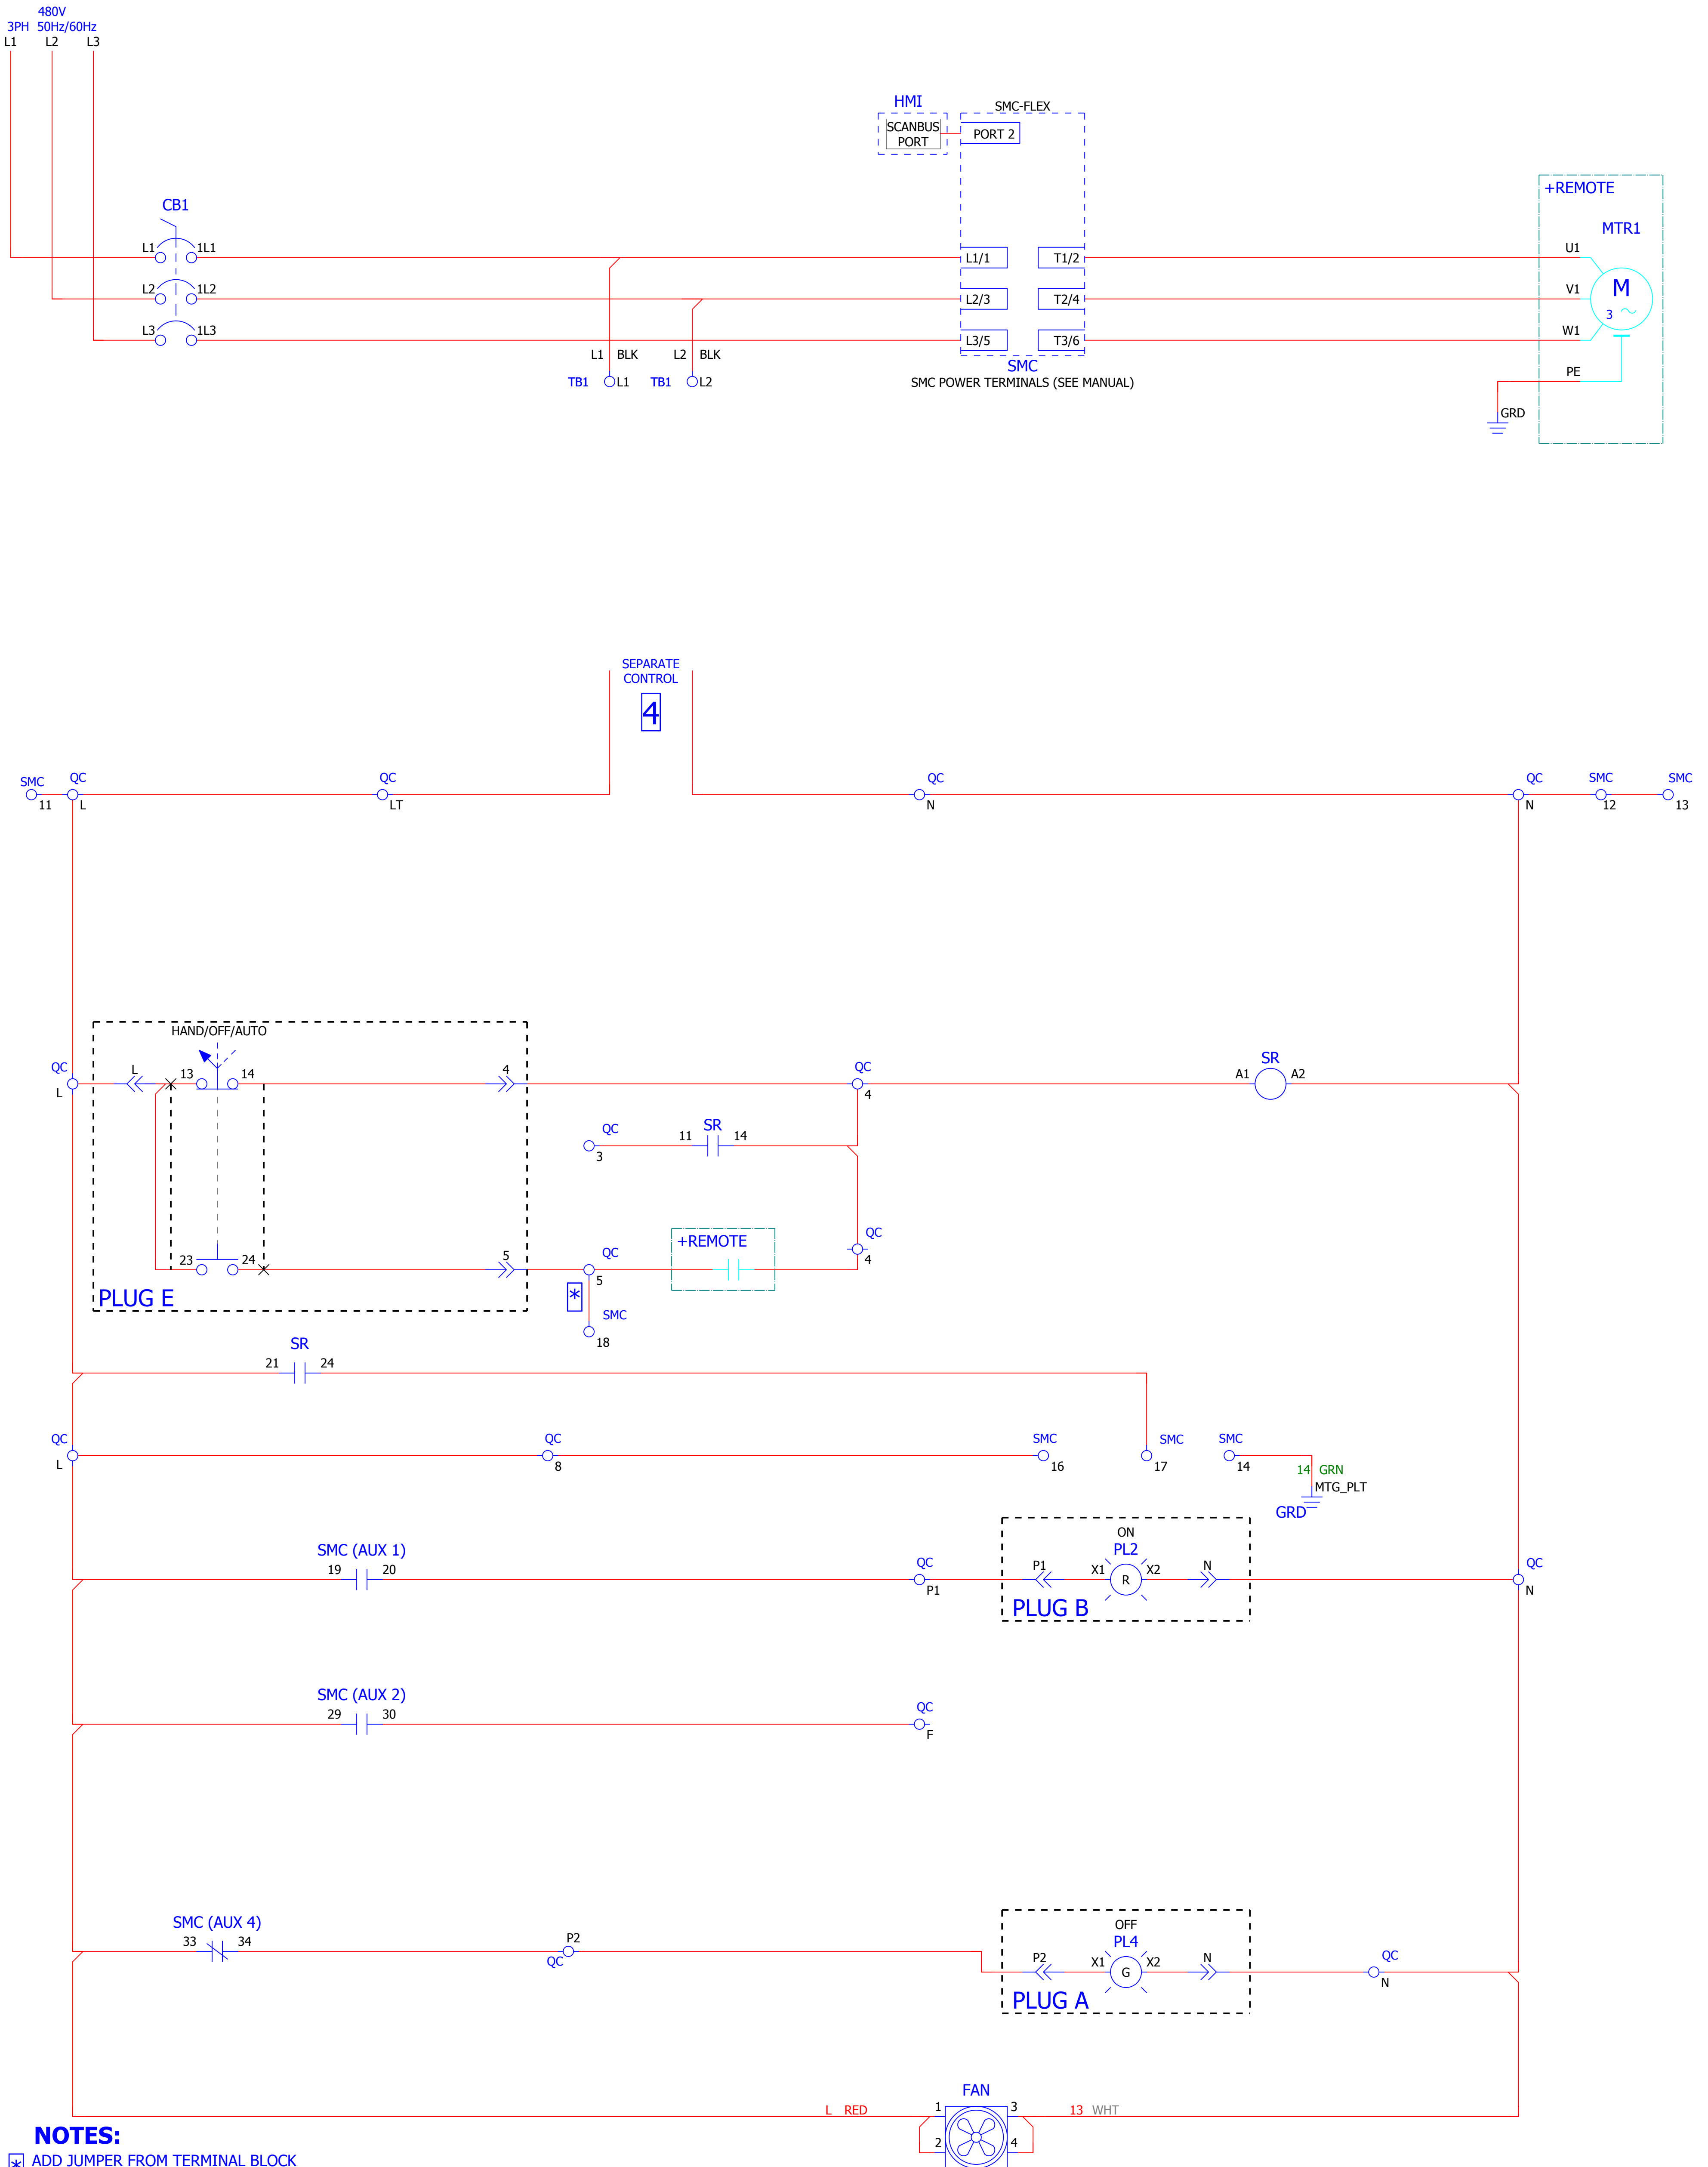 480V
3PH 50Hz/60Hz
L1 L2 L3
HMI
SCANBUS
PORT
SMC-FLEX
PORT 2
+REMOTE
MTR1
CB1
L1 1L1
L1/1 T1/2
U1
L2 1L2
L2/3 T2/4
V1
M
3
L3 1L3
L3/5 T3/6
W1
L1 BLK L2 BLK
SMC
PE
TB1 L1 TB1 L2
SMC POWER TERMINALS (SEE MANUAL)
GRD
SEPARATE
CONTROL
4
SMC QC QC QC QC SMC SMC
11 L LT N N 12 13
HAND/OFF/AUTO
QC L 13 14 4 QC SR
L 4 A1 A2
QC SR
3 11 14
QC
4
+REMOTE
23 24 5 QC
5
PLUG E
*
SMC
18
SR
21 24
QC QC SMC SMC SMC
L 8 16 17 14
14 GRN
MTG_PLT
GRD
ON
SMC (AUX 1)
PL2
19 20 QC P1 X1 R X2 N QC
P1 N
PLUG B
SMC (AUX 2)
29 30 QC
F
SMC (AUX 4)
OFF
33 34 P2
PL4
QC P2 X1 G X2 N QC
N
PLUG A
FAN
L RED 1 3 13 WHT
2 4
NOTES:
* ADD JUMPER FROM TERMINAL BLOCK